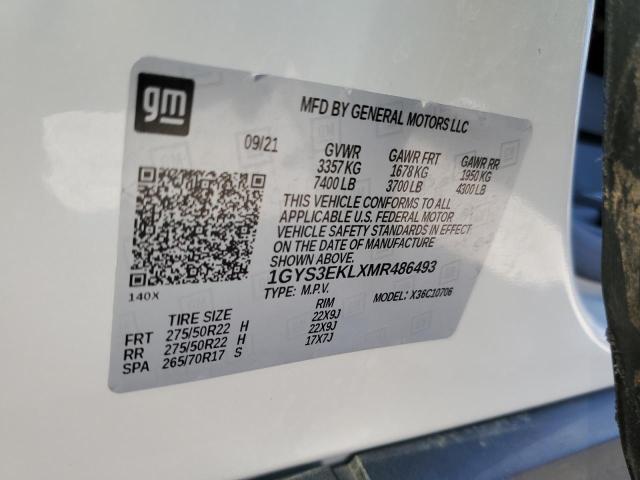 gm
MFD BY GENERAL MOTORS LLC
09/21 GVWR GAWR FRT GAWR RR
3357 KG 1678 KG 1950 KG
7400 LB 3700 LB 4300 LB
THIS VEHICLE CONFORMS TO ALL
APPLICABLE U.S. FEDERAL MOTOR
VEHICLE SAFETY STANDARDS IN EFFECT
ON THE DATE OF MANUFACTURE
SHOWN ABOVE.
1GYS3EKLXMR486493
140X TYPE: M.P.V. MODEL: X36C10706
TIRE SIZE RIM
FRT 275/50R22 H 22X9J
RR 275/50R22 H 22X9J
SPA 265/70R17 S 17X7J